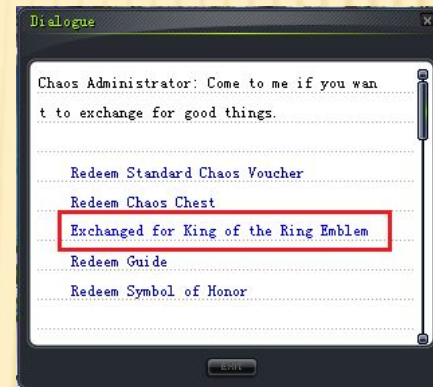 Dialogue
Chaos Administrator: Come to me if you wan
t to exchange for good things.
Redeem Standard Chaos Voucher
Redeem Chaos Chest
Exchanged for King of the Ring Emblem
Redeem Guide
Redeem Symbol of Honor
Exit